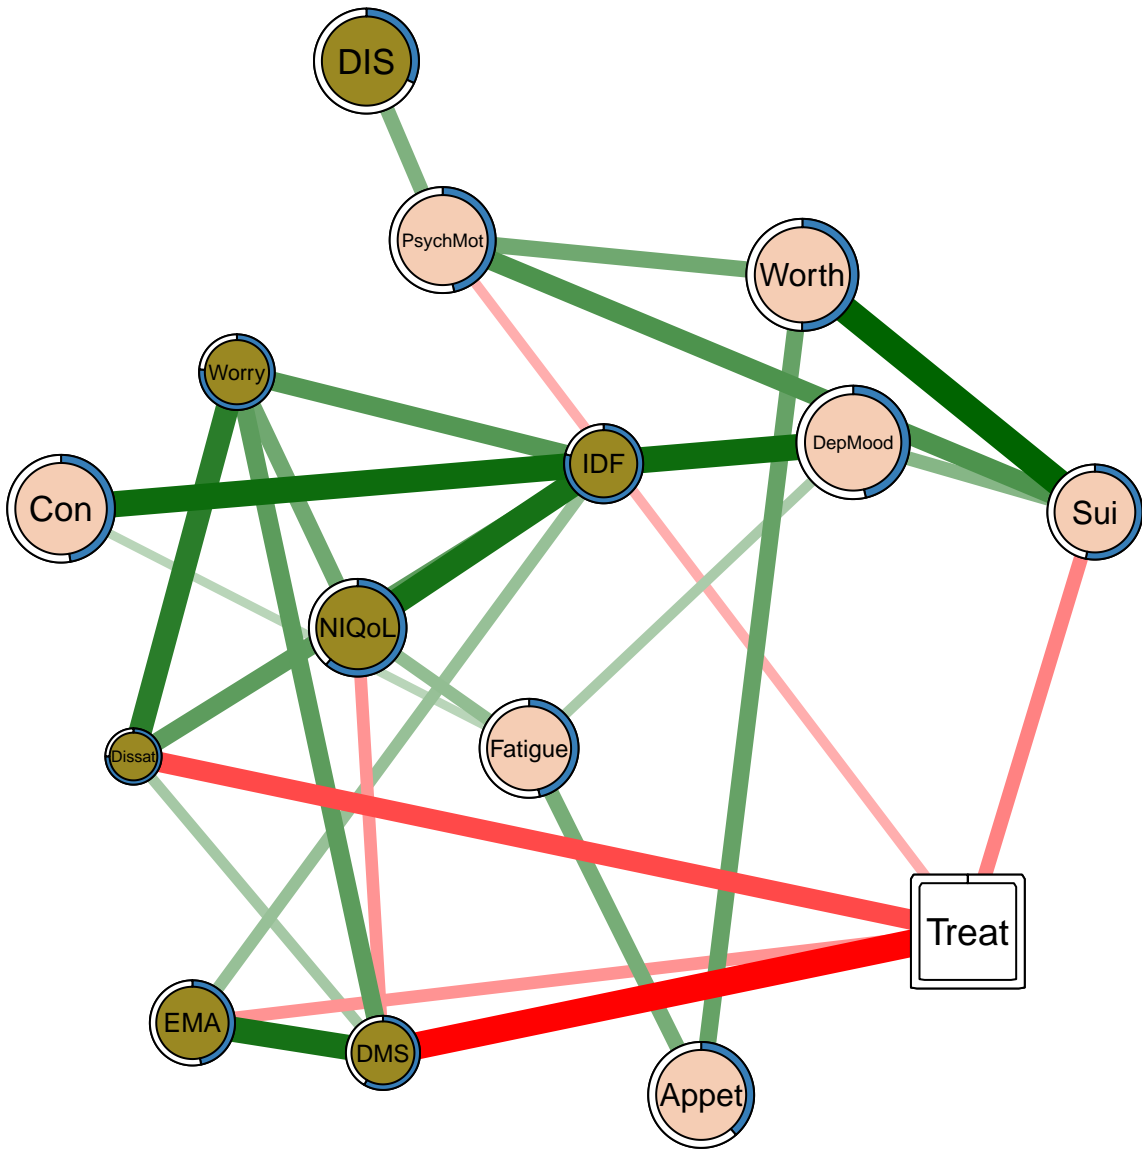 DIS
PsychMot
Worth
Worry
DepMood
IDF
Con
Sui
NIQoL
Fatigue
Dissat
Treat
EMA
DMS
Appet